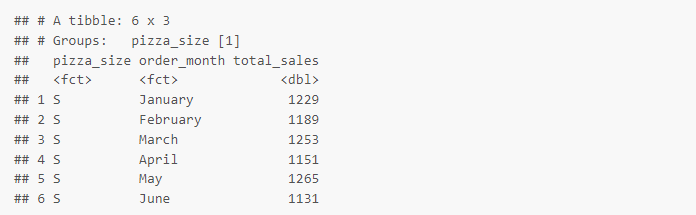 ## # A tibble: 6 x 3
## # Groups:   pizza_size [1]
##   pizza_size order_month total_sales
##   <fct>      <fct>             <dbl>
## 1 S          January            1229
## 2 S          February           1189
## 3 S          March              1253
## 4 S          April              1151
## 5 S          May                1265
## 6 S          June               1131